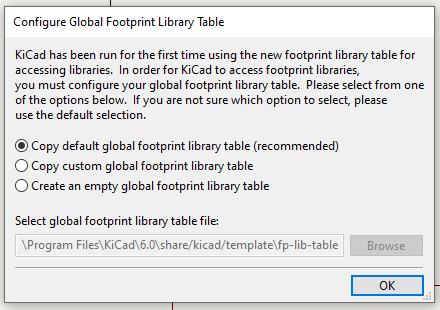 Configure Global Footprint Library Table
KiCad has been run for the first time using the new footprint library table for
accessing libraries.  In order for KiCad to access footprint libraries,
you must configure your global footprint library table.  Please select from one
of the options below.  If you are not sure which option to select, please
use the default selection.
Copy default global footprint library table (recommended)
Copy custom global footprint library table
Create an empty global footprint library table
Select global footprint library table file:
\Program Files\KiCad\6.0\share/kicad/template\fp-lib-table
Browse
OK